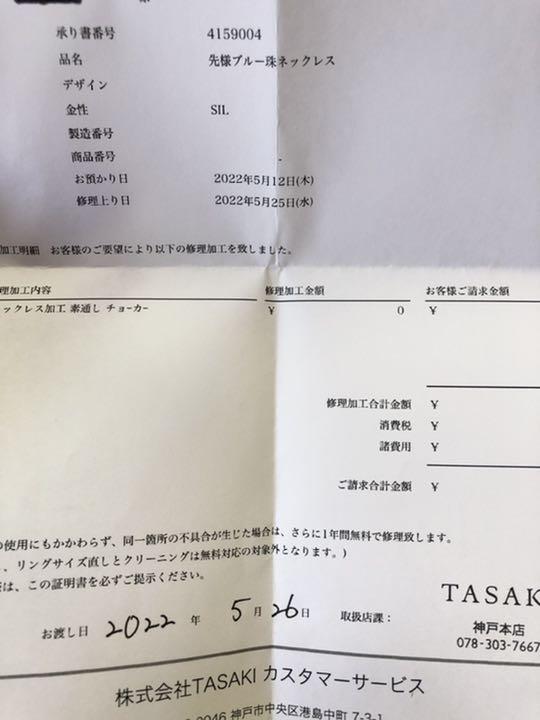 承り書番号 4159004
品名 先様ブルー珠ネックレス
デザイン
金性 SIL
製造番号
商品番号 -
お預かり日 2022年5月12日(木)
修理上り日 2022年5月25日(水)
加工明細 お客様のご要望により以下の修理加工を致しました。
理加工内容 修理加工金額 お客様ご請求金額
ックレス加工 素通し チョーカー ¥ 0 ¥
修理加工合計金額 ¥
消費税 ¥
諸費用 ¥
ご請求合計金額 ¥
の使用にもかかわらず、同一箇所の不具合が生じた場合は、さらに1年間無料で修理致します。
、リングサイズ直しとクリーニングは無料対応の対象外となります。)
は、この証明書を必ずご提示ください。
TASAK
お渡し日 2022 年 5 月 26 日 取扱店課: 神戸本店
078-303-7667
株式会社TASAKI カスタマーサービス
2046 神戸市中央区港島中町 7-3-1